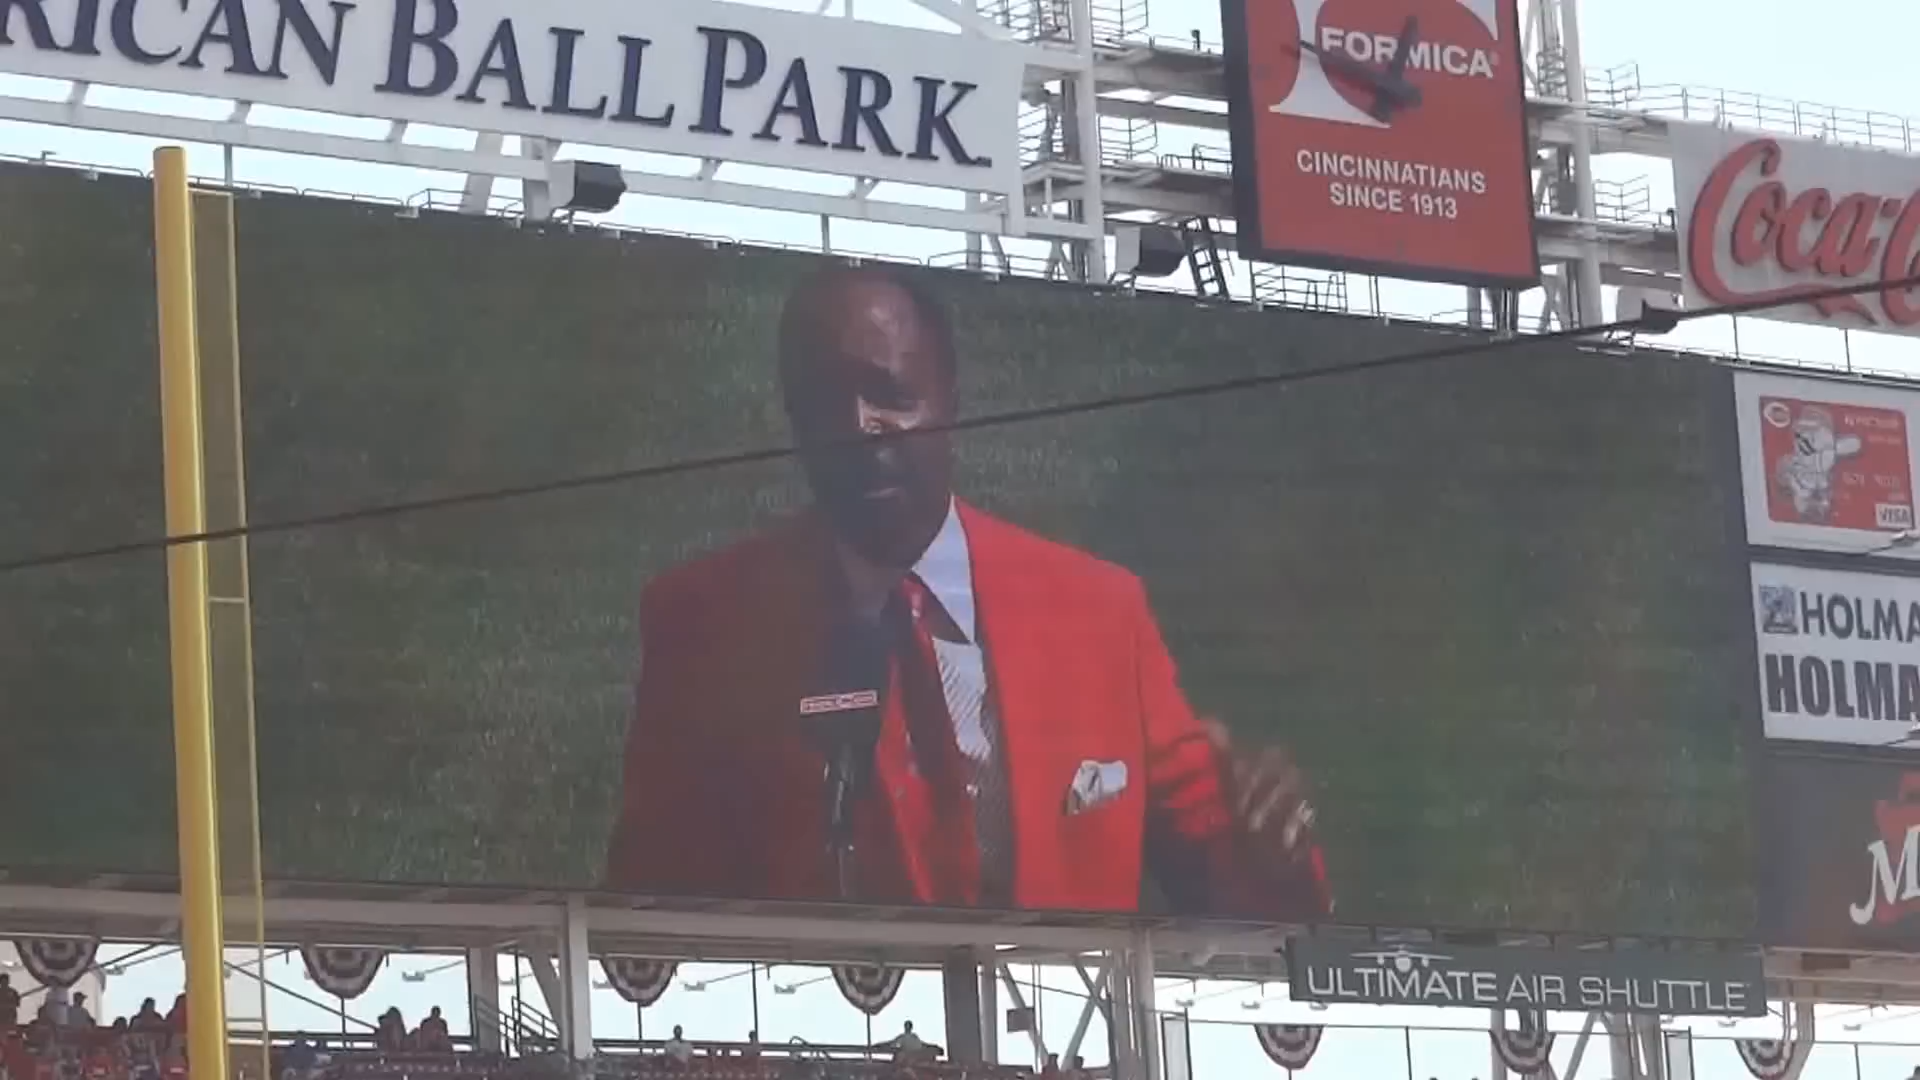 RICAN BALL PARK
FORMICA®
CINCINNATIANS
SINCE 1913
Coca-C
VISA
HOLMA
HOLMA
M
ULTIMATE AIR SHUTTLE